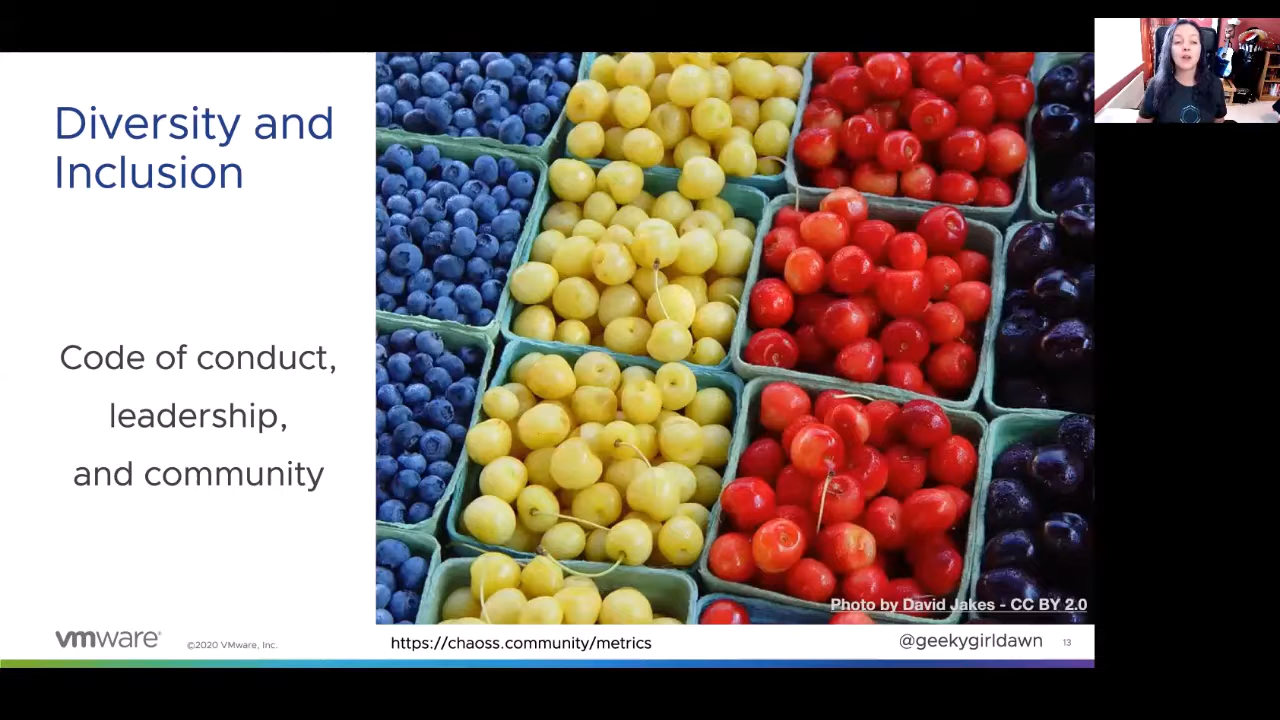 Diversity and
Inclusion
Code of conduct,
leadership,
and community
Photo by David Jakes - CC BY 2.0
vmware®
©2020 VMware, Inc.
https://chaoss.community/metrics
@geekygirldawn
13